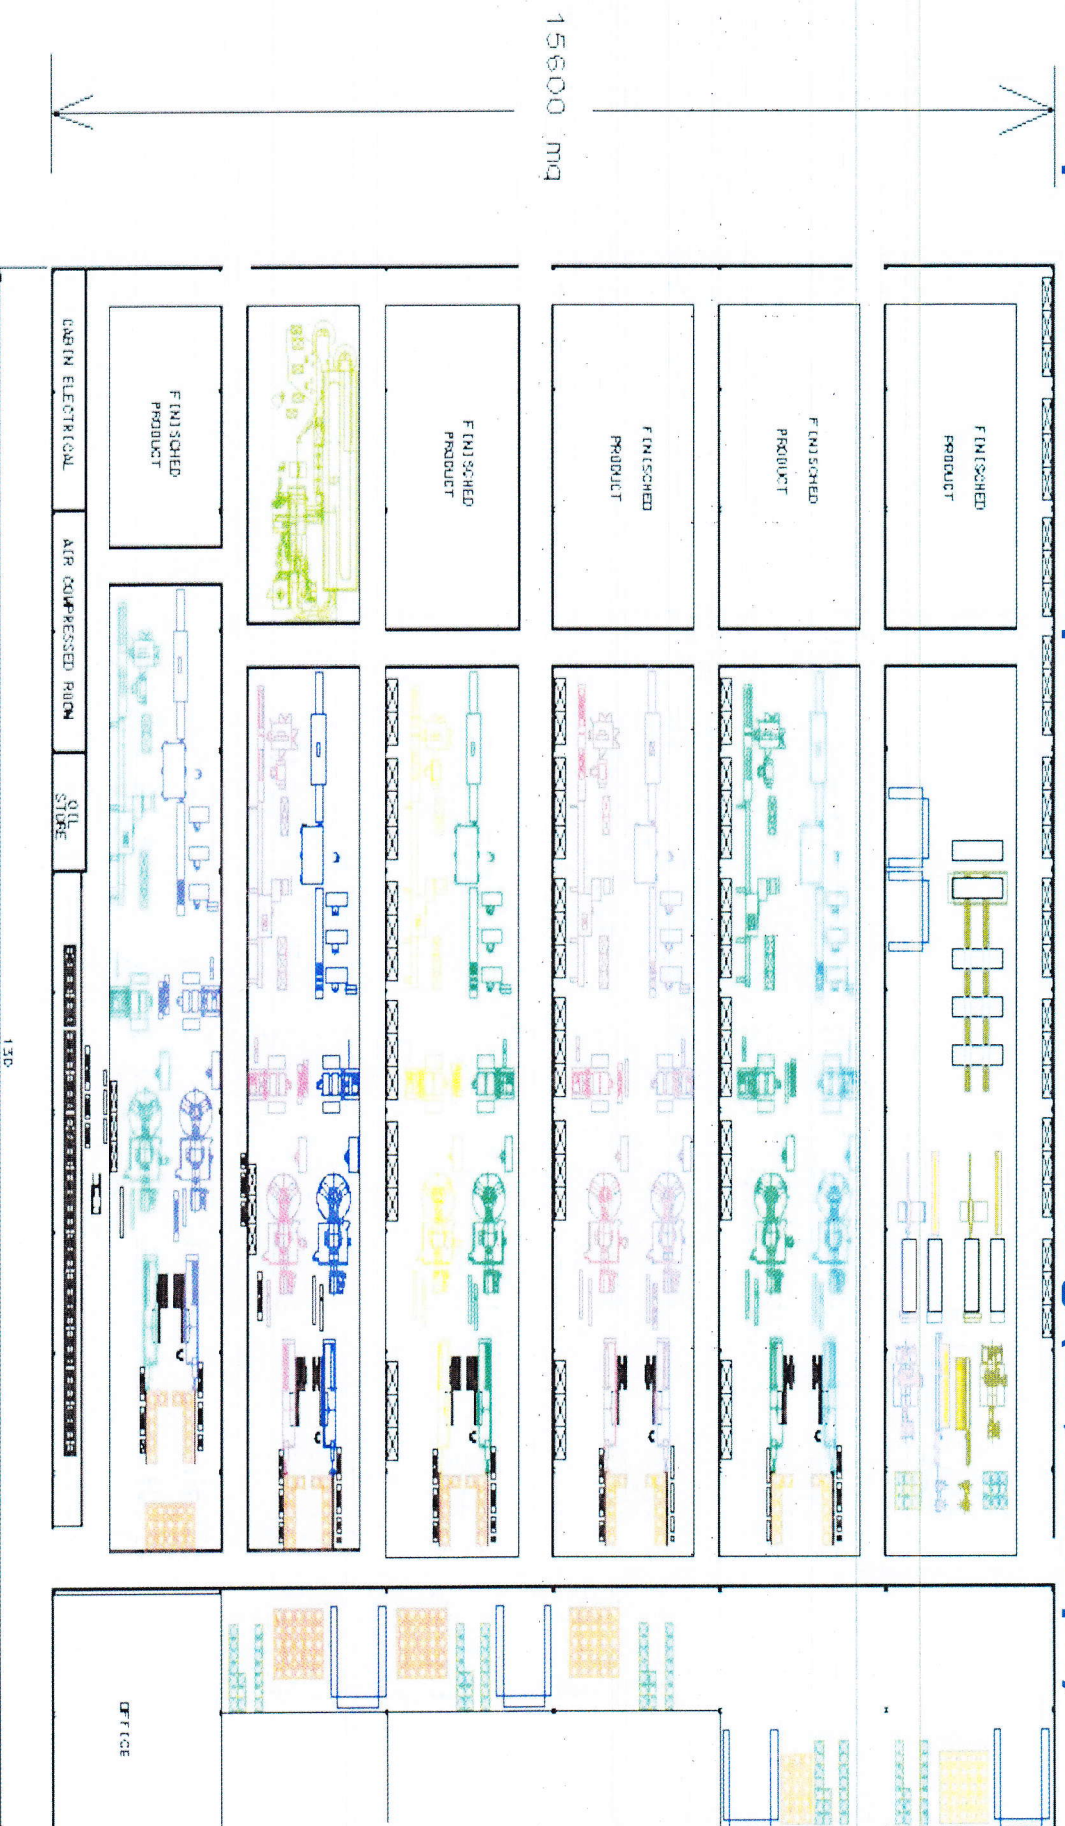 15600 mq
FINISCHED
PRODUCT
FINISCHED
PRODUCT
FINISCHED
PRODUCT
FINISCHED
PRODUCT
FINISCHED
PRODUCT
CABIN ELECTRICAL
AIR COMPRESSED ROOM
OIL
STORE
130
OFFICE